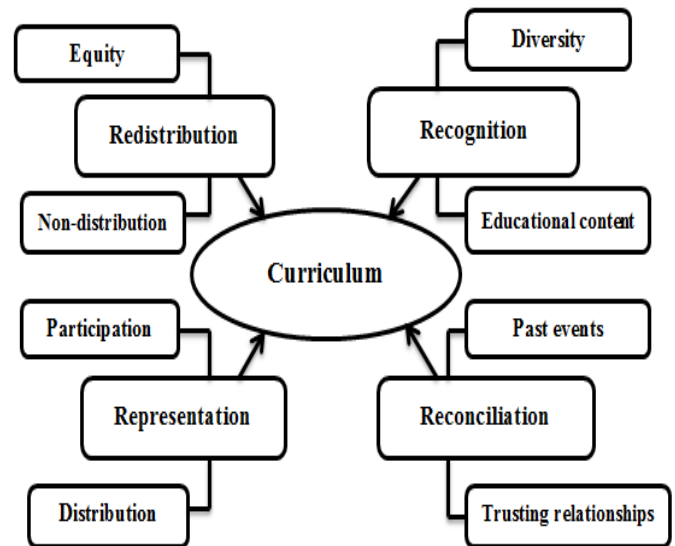 Equity
Diversity
Redistribution
Recognition
Non-distribution
Educational content
Curriculum
Participation
Past events
Representation
Reconciliation
Distribution
Trusting relationships